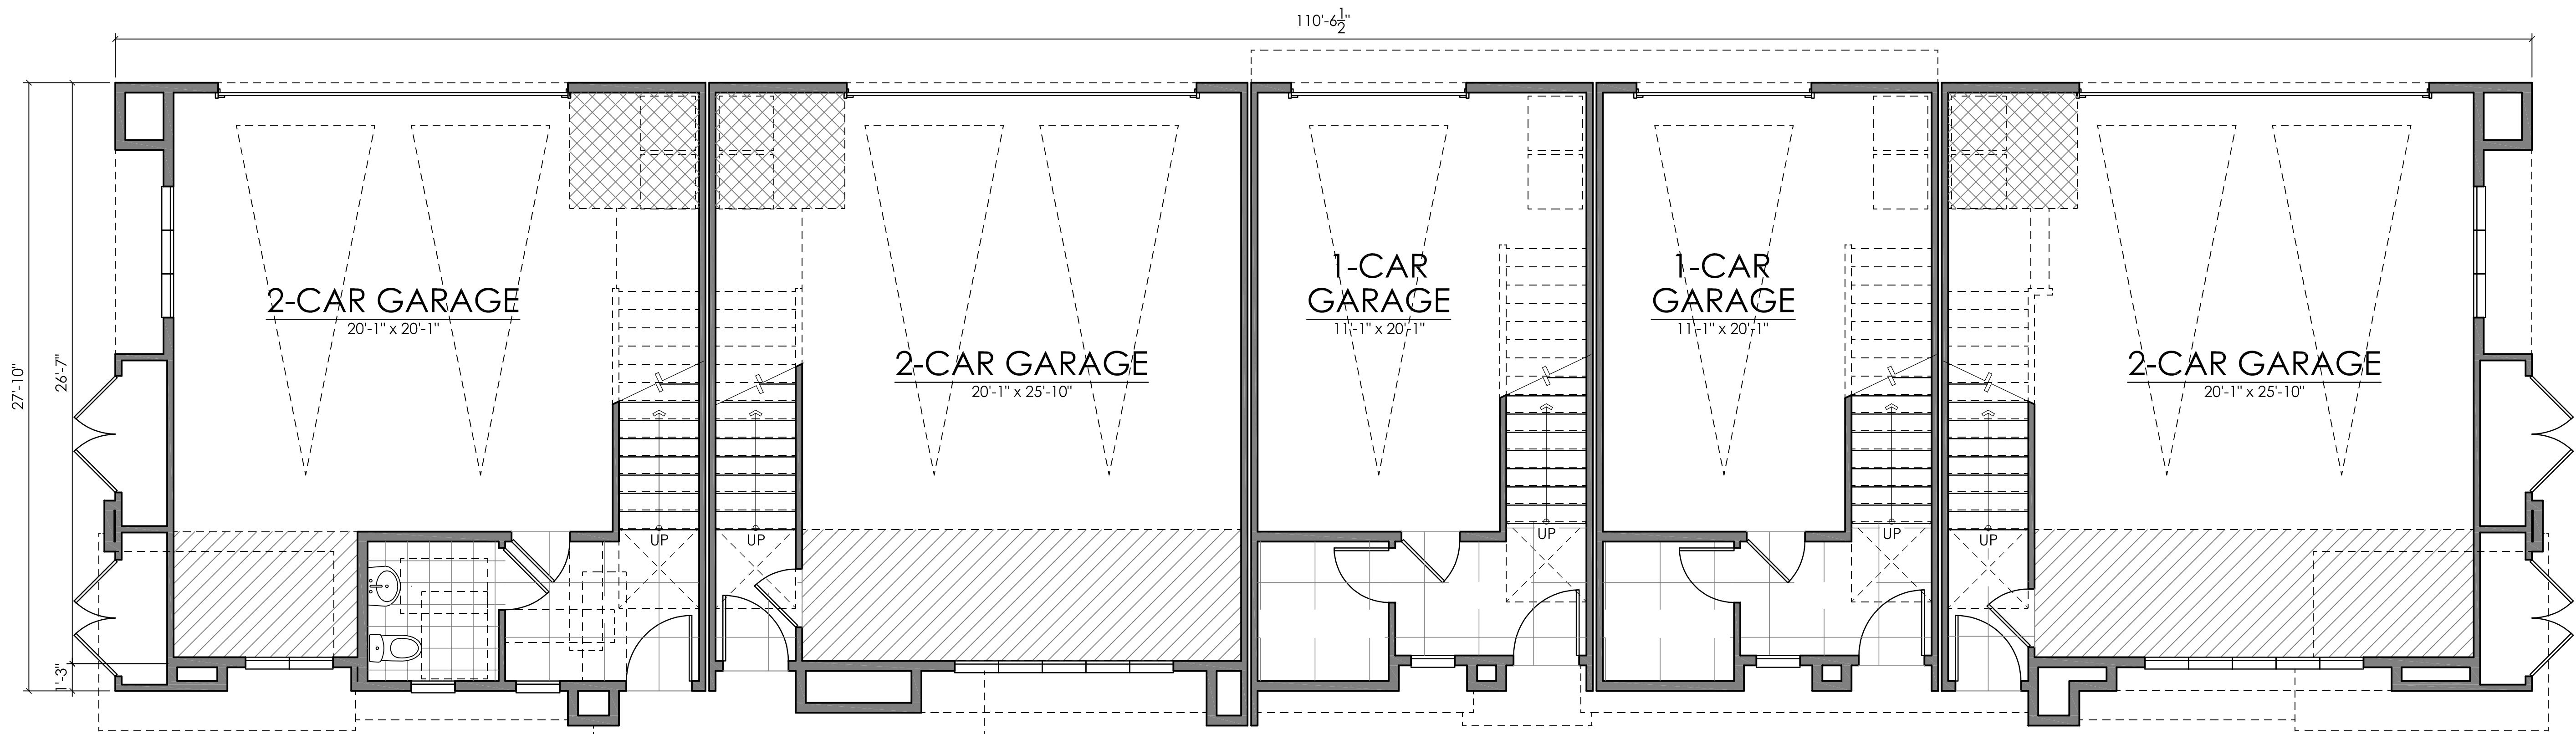 110'-6 1/2"
27'-10"
26'-7"
1'-3"
2-CAR GARAGE
20'-1" x 20'-1"
2-CAR GARAGE
20'-1" x 25'-10"
1-CAR
GARAGE
11'-1" x 20'-1"
1-CAR
GARAGE
11'-1" x 20'-1"
2-CAR GARAGE
20'-1" x 25'-10"
UP
UP
UP
UP
UP